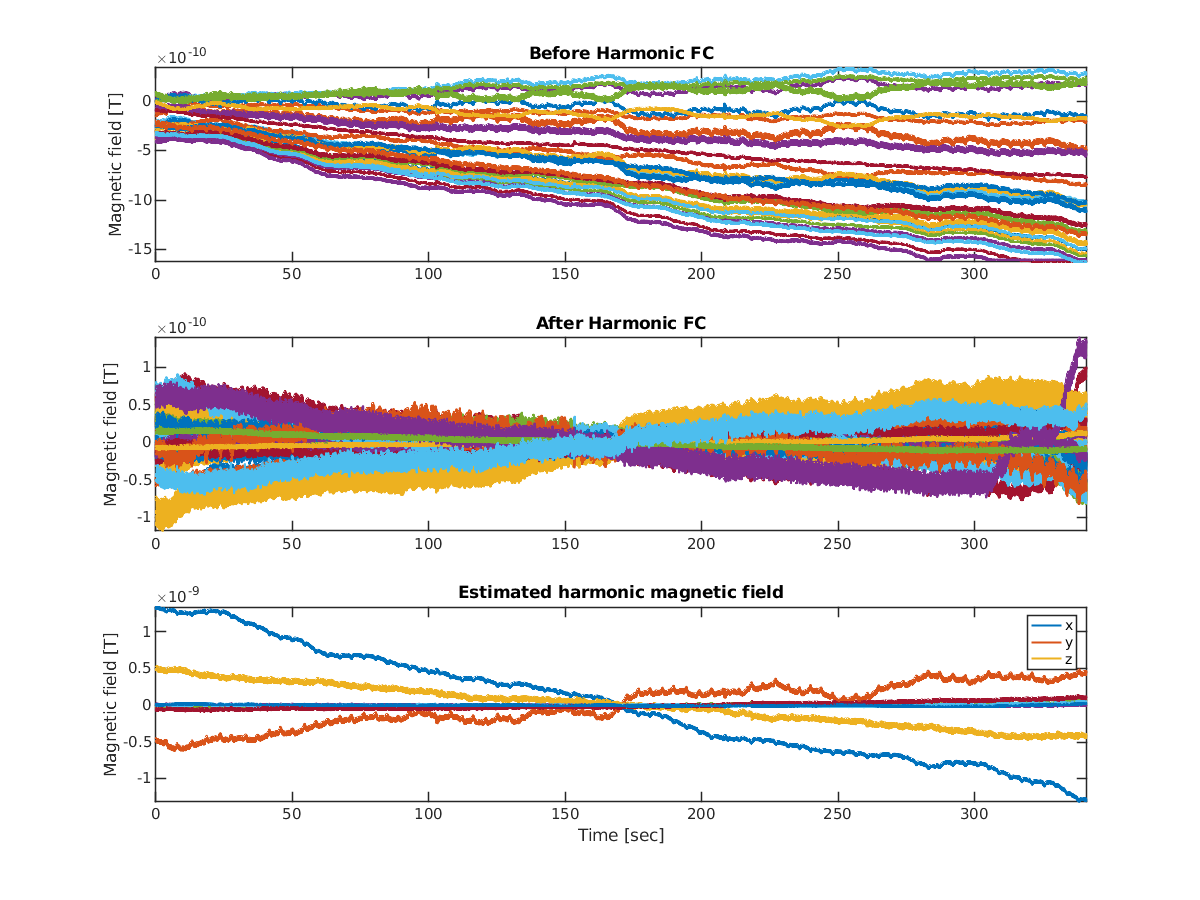 Before Harmonic FC
×10-10
Magnetic field [T]
0
-5
-10
-15
0 50 100 150 200 250 300
After Harmonic FC
×10-10
Magnetic field [T]
1
0.5
0
-0.5
-1
0 50 100 150 200 250 300
Estimated harmonic magnetic field
×10-9
Magnetic field [T]
1
0.5
0
-0.5
-1
x
y
z
0 50 100 150 200 250 300
Time [sec]